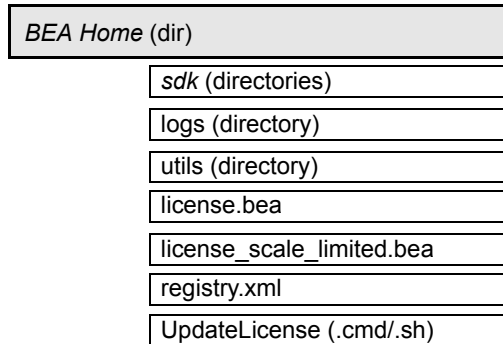 BEA Home (dir)
sdk (directories)
logs (directory)
utils (directory)
license.bea
license_scale_limited.bea
registry.xml
UpdateLicense (.cmd/.sh)